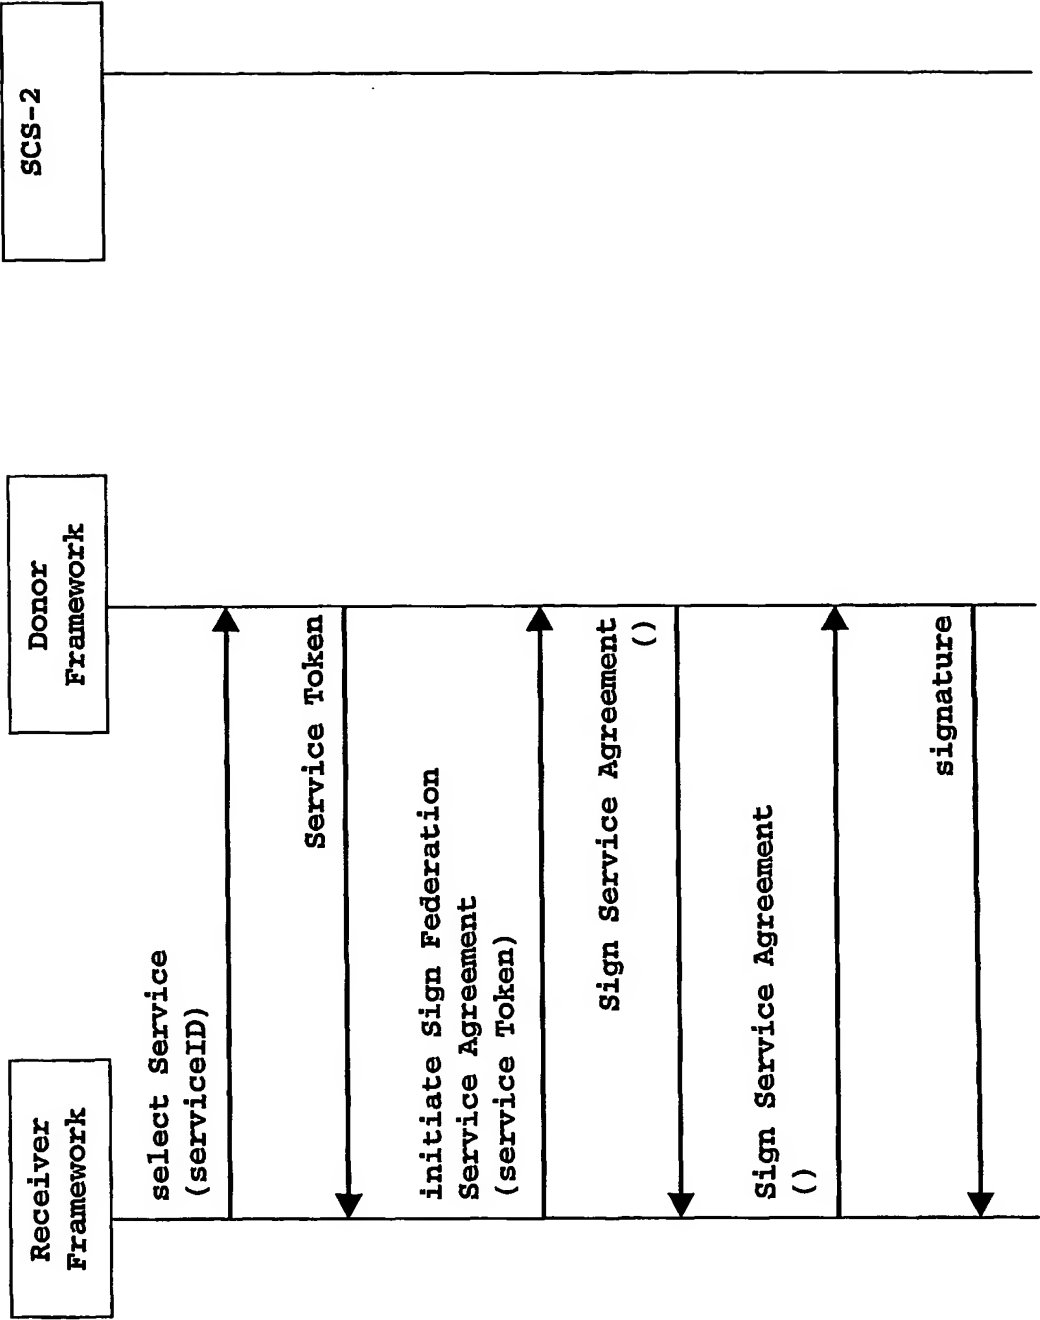 Receiver
Framework
Donor
Framework
SCS-2
select Service
(serviceID)
Service Token
initiate Sign Federation
Service Agreement
(service Token)
Sign Service Agreement
()
Sign Service Agreement
()
signature